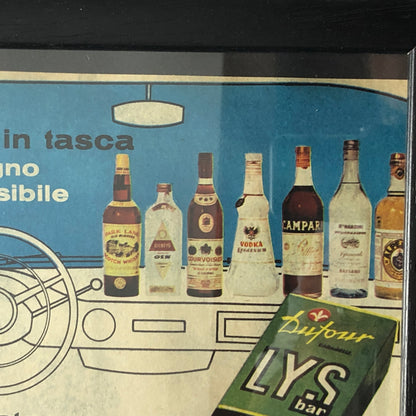 in tasca
gno
sibile
PARK LANE
SCOTCH WHISKY
GIN
COURVOISIER
VODKA
CAMPARI
Dufour
LYS
bar